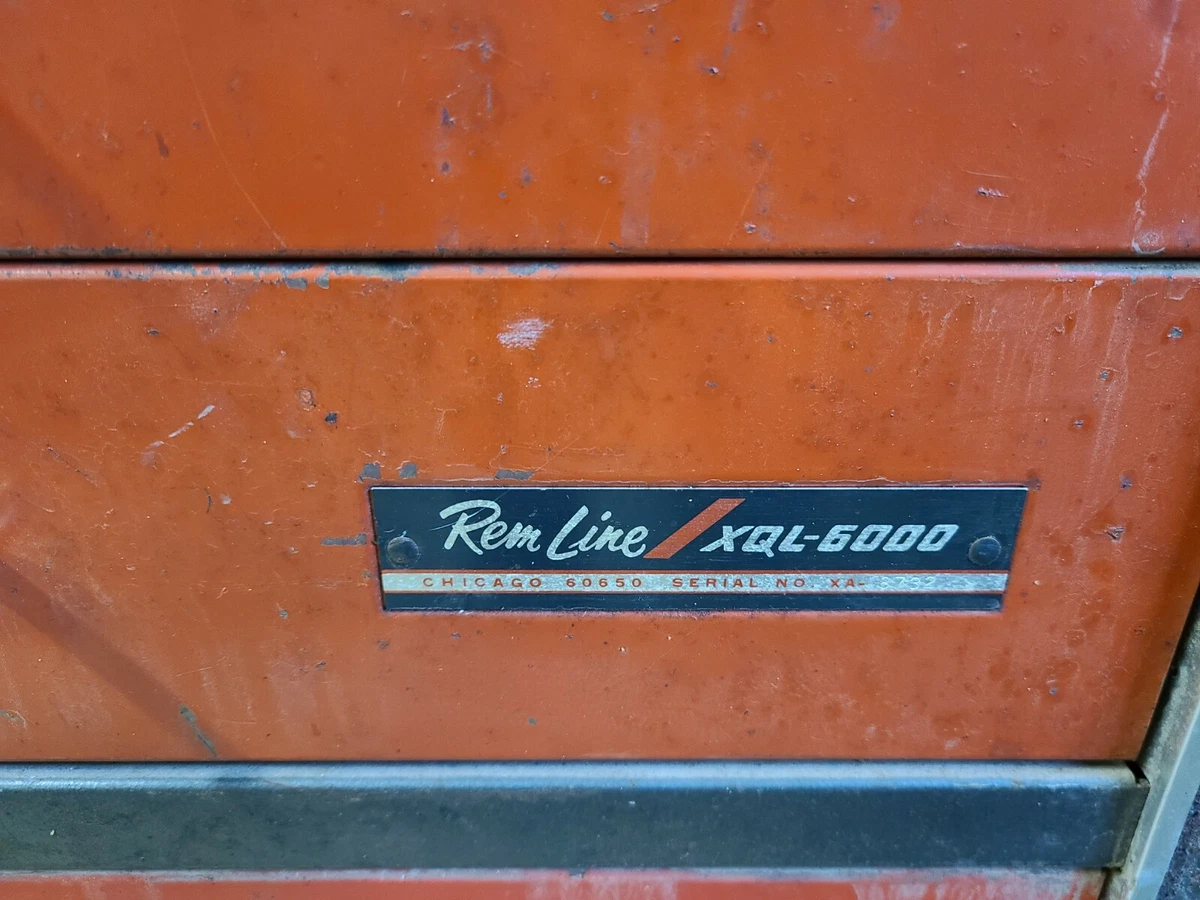 Rem Line XQL-6000
CHICAGO 60650 SERIAL NO. XA-